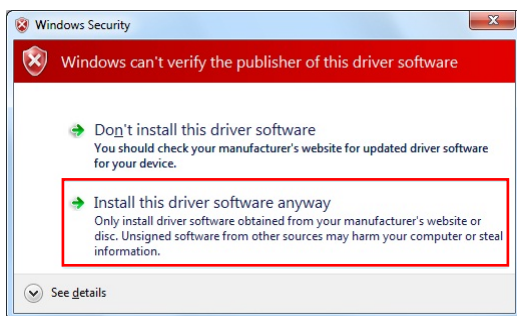 Windows Security
Windows can't verify the publisher of this driver software
Don't install this driver software
You should check your manufacturer's website for updated driver software
for your device.
Install this driver software anyway
Only install driver software obtained from your manufacturer's website or
disc. Unsigned software from other sources may harm your computer or steal
information.
See details